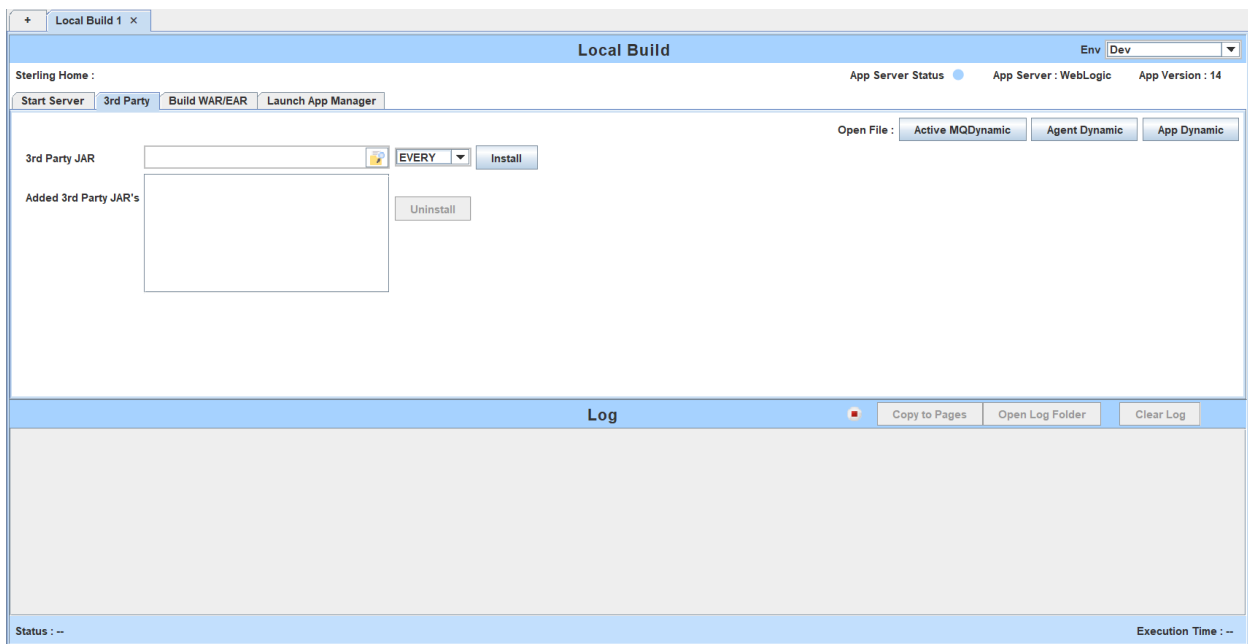 + Local Build 1 ×
Local Build Env Dev
Sterling Home : App Server Status App Server : WebLogic App Version : 14
Start Server 3rd Party Build WAR/EAR Launch App Manager
Open File : Active MQDynamic Agent Dynamic App Dynamic
3rd Party JAR EVERY Install
Added 3rd Party JAR's Uninstall
Log Copy to Pages Open Log Folder Clear Log
Status : -- Execution Time : --